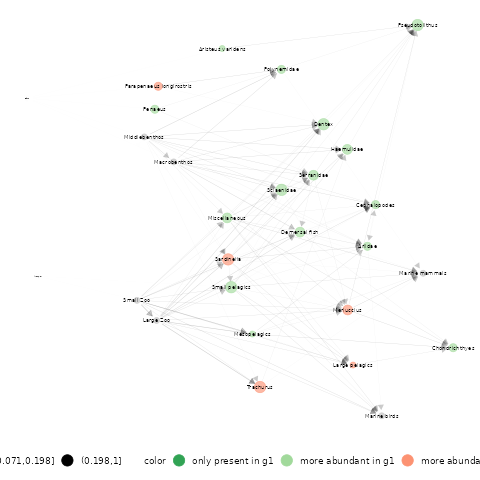 Pseudotolithus
Aristeus varidens
Polynemidae
Parapenaeus longirostris
Penaeus
Dentex
Middlebenthos
Haemulidae
Macrobenthos
Serranidae
Sciaenidae
Cephalopodes
Miscellaneous
Demersal fish
Ariidae
Sardinella
Marine mammals
Small pelagics
Small Zoo
Merluccius
Large Zoo
Mesopelagics
Chondrichthyes
Large pelagics
Trachurus
Marine birds
0.071,0.198] (0.198,1] color only present in g1 more abundant in g1 more abunda